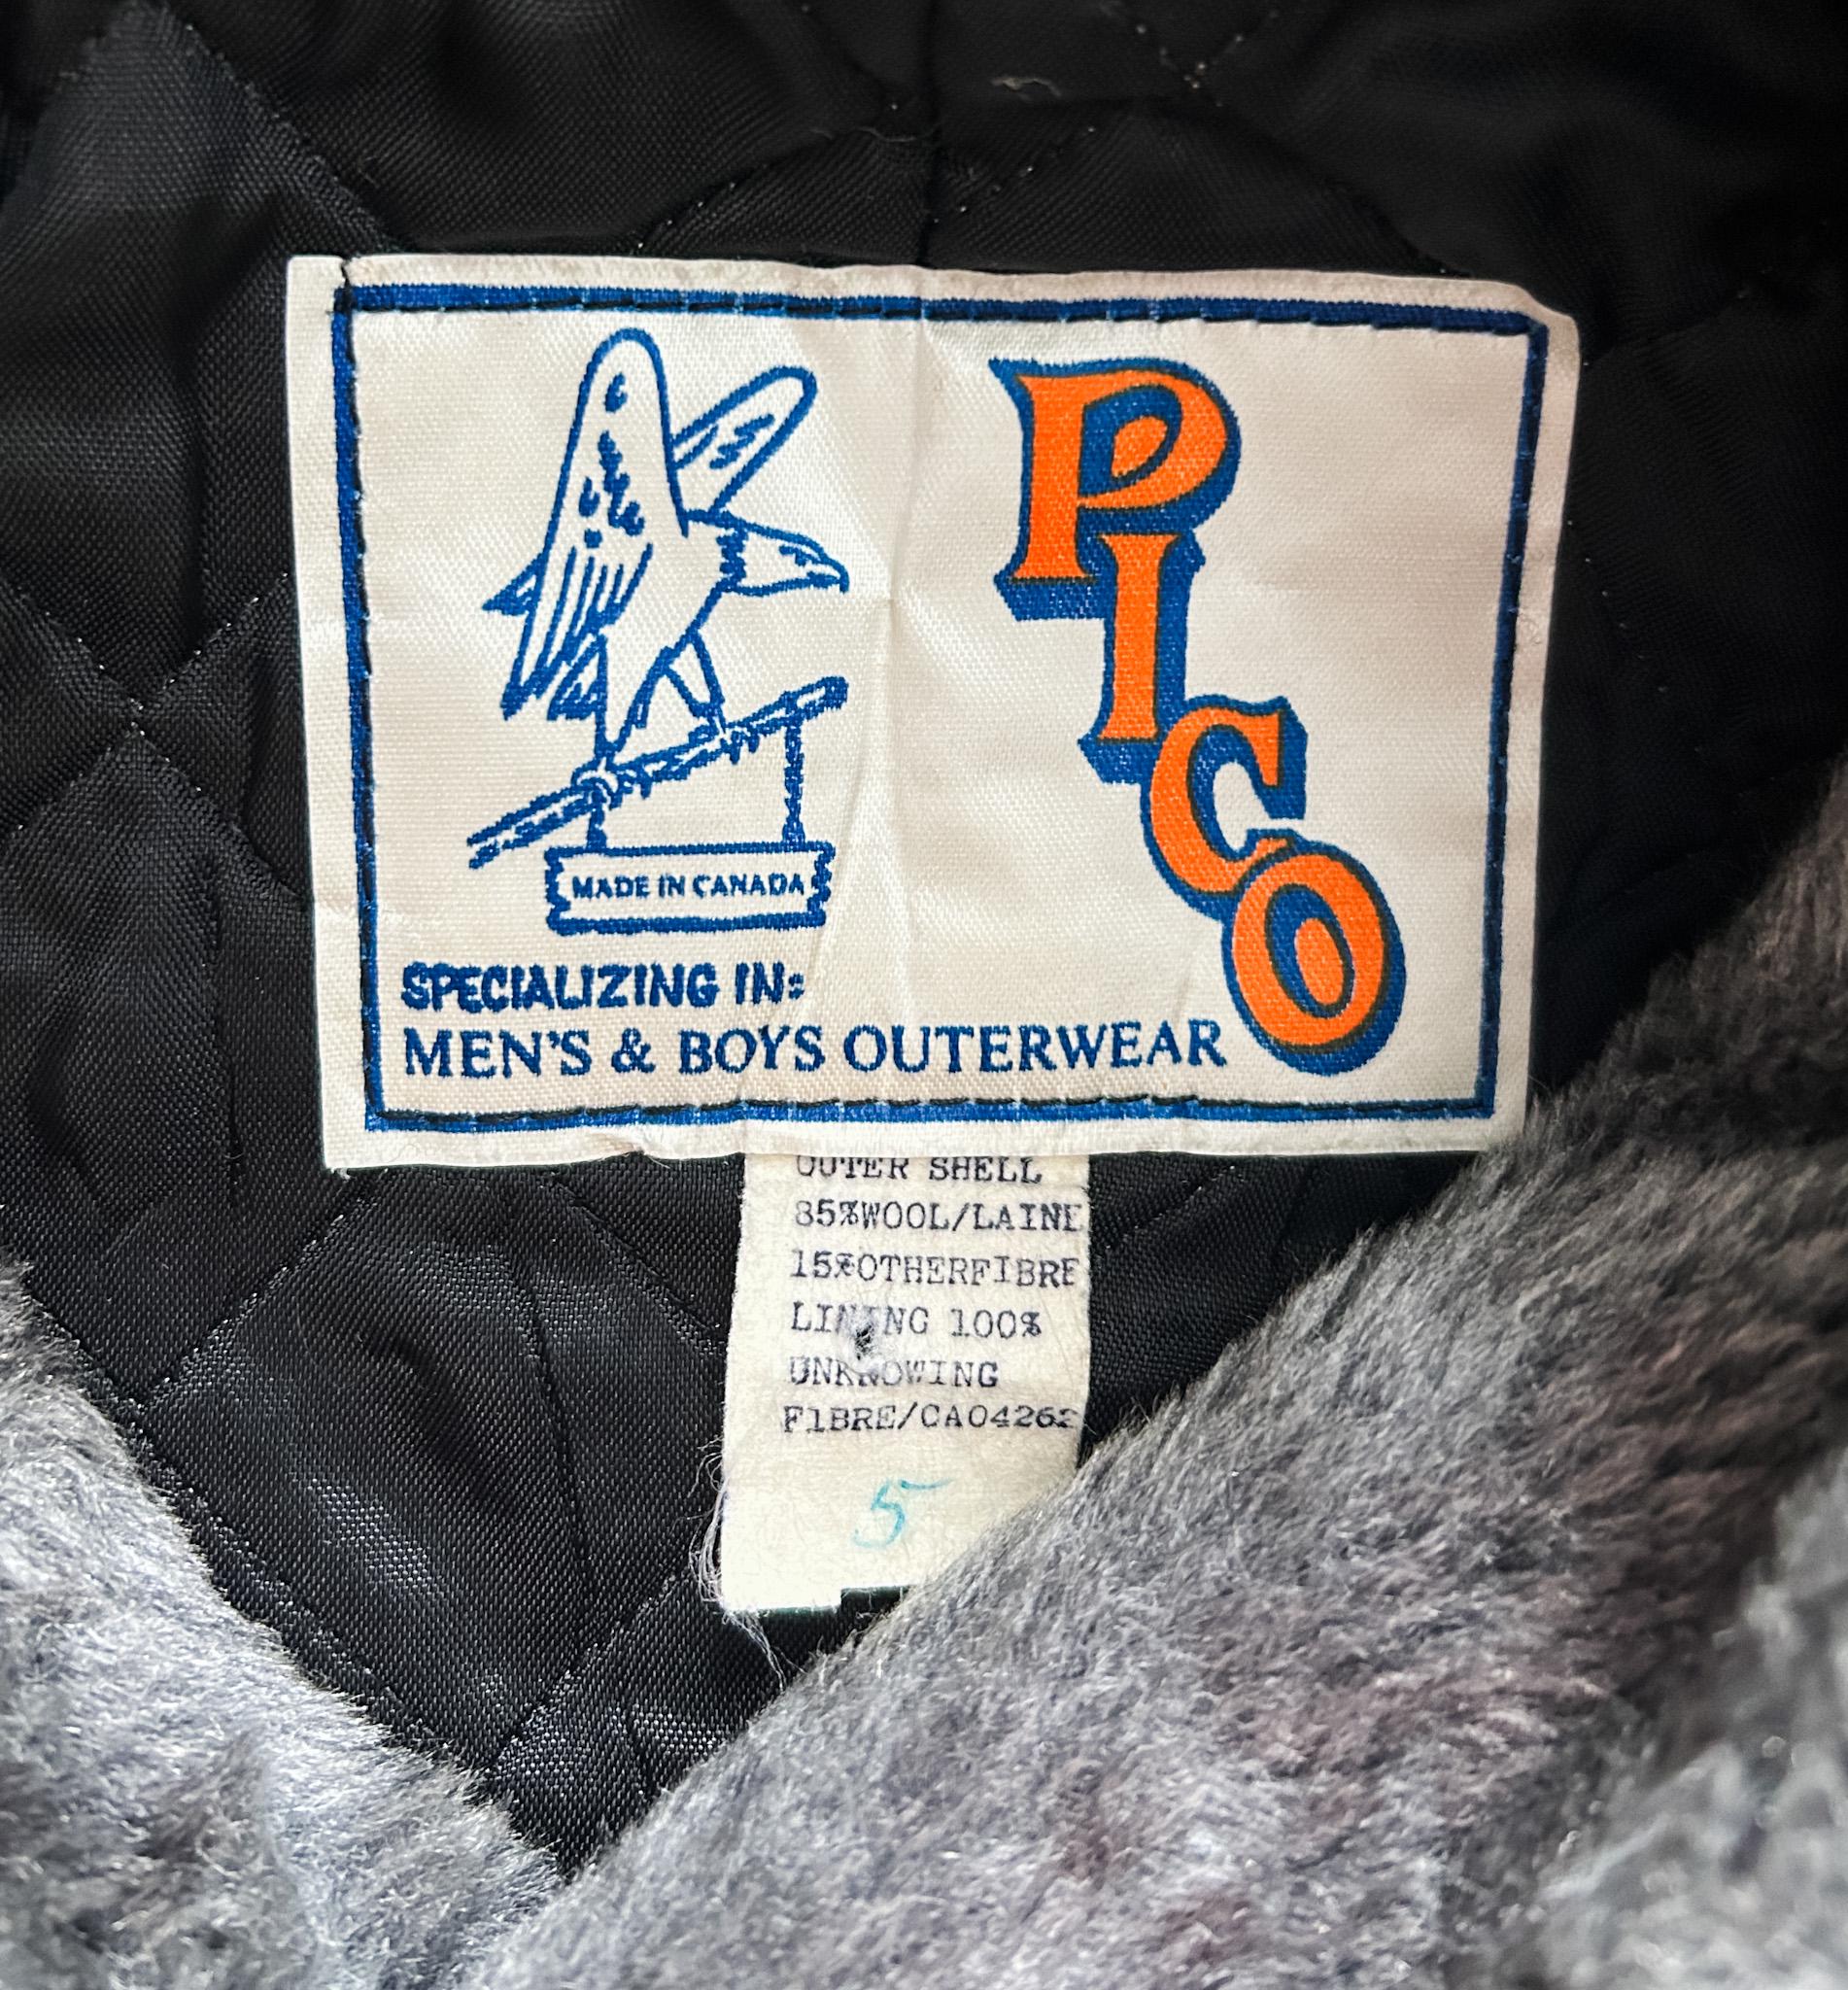 PICO
MADE IN CANADA
SPECIALIZING IN:
MEN'S & BOYS OUTERWEAR
OUTER SHELL
85%WOOL/LAINE
15%OTHERFIBRE
LINING 100%
UNKNOWING
F1BRE/CA04262
5